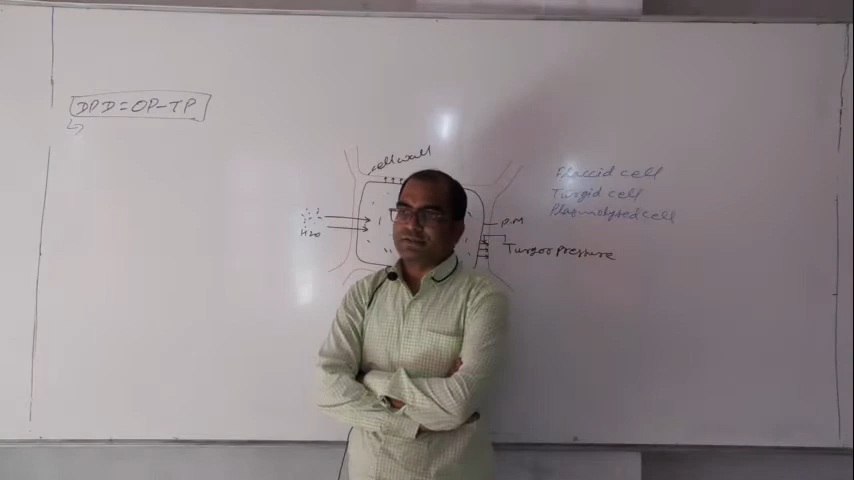 DPD = OP-TP
cell wall
Flaccid cell
Turgid cell
Plasmolysed cell
P.M
H2O
Turgor pressure